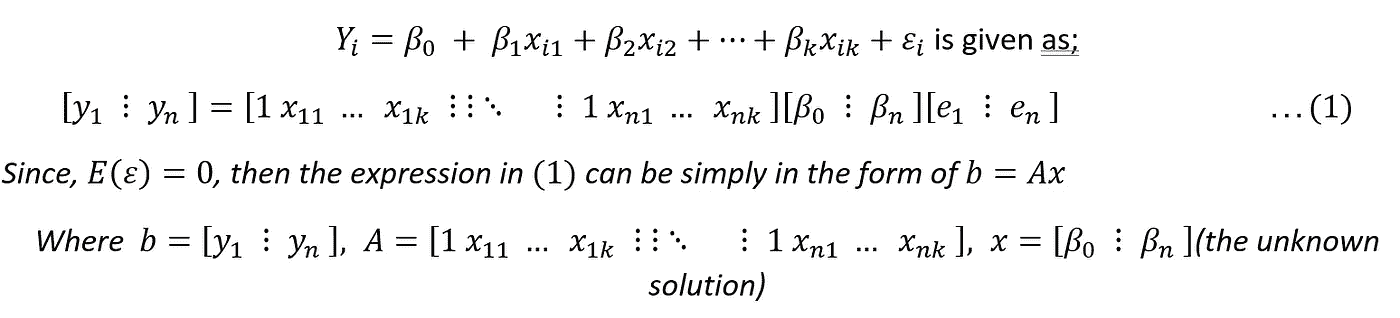 Yᵢ = β₀ + β₁xᵢ₁ + β₂xᵢ₂ + ⋯ + βₖxᵢₖ + εᵢ is given as;
[y₁ ⋮ yₙ ] = [1 x₁₁ … x₁ₖ ⋮ ⋮ ⋱ ⋮ 1 xₙ₁ … xₙₖ ][β₀ ⋮ βₙ ][e₁ ⋮ eₙ ] …(1)
Since, E(ε) = 0, then the expression in (1) can be simply in the form of b = Ax
Where b = [y₁ ⋮ yₙ ], A = [1 x₁₁ … x₁ₖ ⋮ ⋮ ⋱ ⋮ 1 xₙ₁ … xₙₖ ], x = [β₀ ⋮ βₙ ](the unknown
solution)